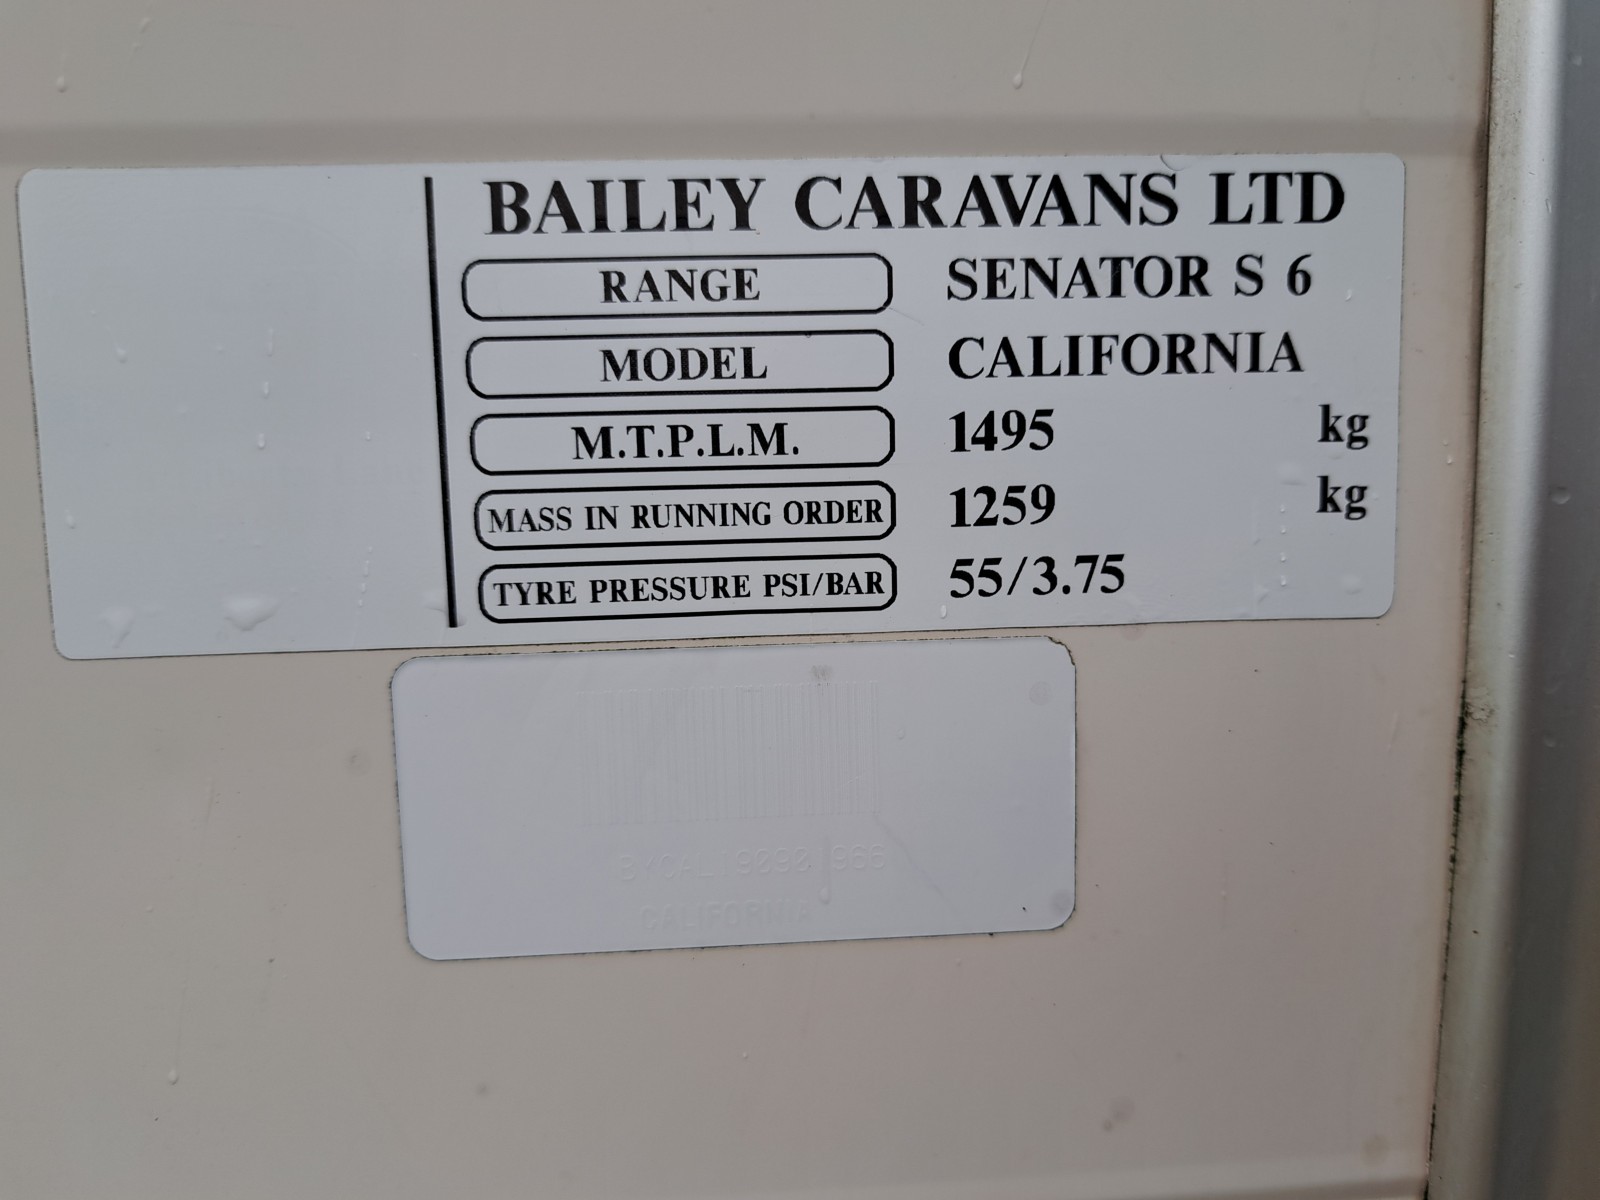 BAILEY CARAVANS LTD
RANGE SENATOR S 6
MODEL CALIFORNIA
M.T.P.L.M. 1495 kg
MASS IN RUNNING ORDER 1259 kg
TYRE PRESSURE PSI/BAR 55/3.75
CALIFORNIA